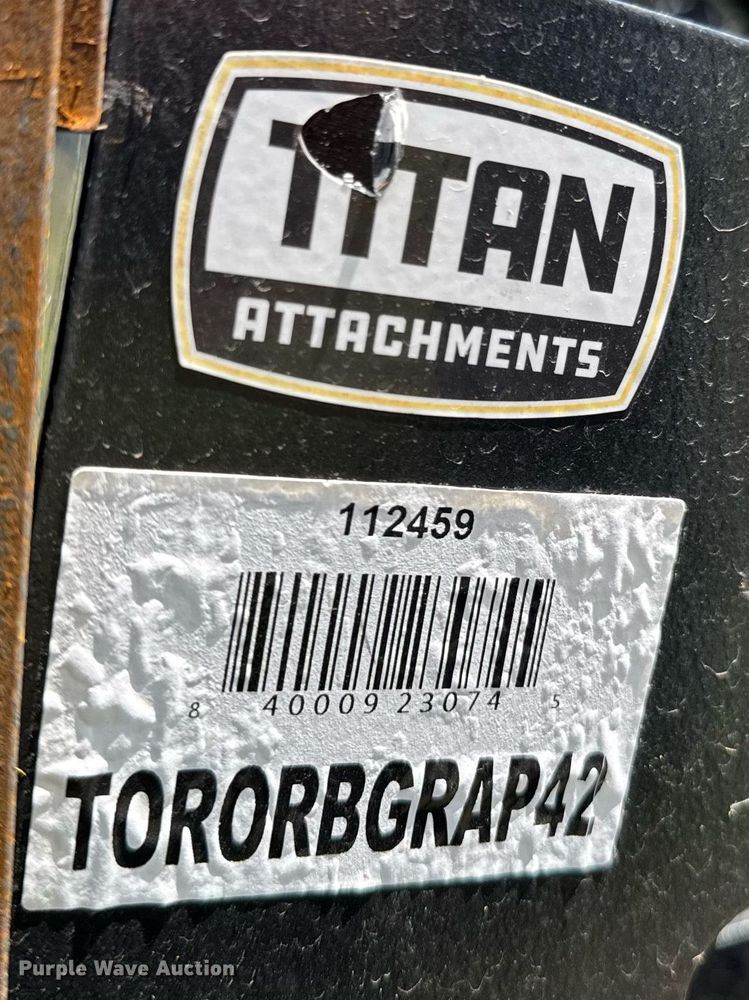 TITAN
ATTACHMENTS
112459
8 40009 23074 5
TORORBGRAP42
Purple Wave Auction